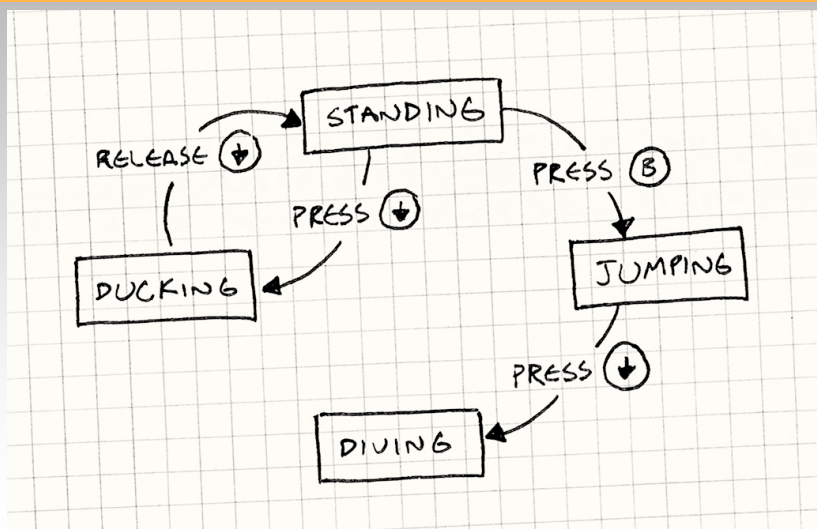 STANDING
RELEASE ↓
PRESS B
PRESS ↓
DUCKING
JUMPING
PRESS ↓
DIVING